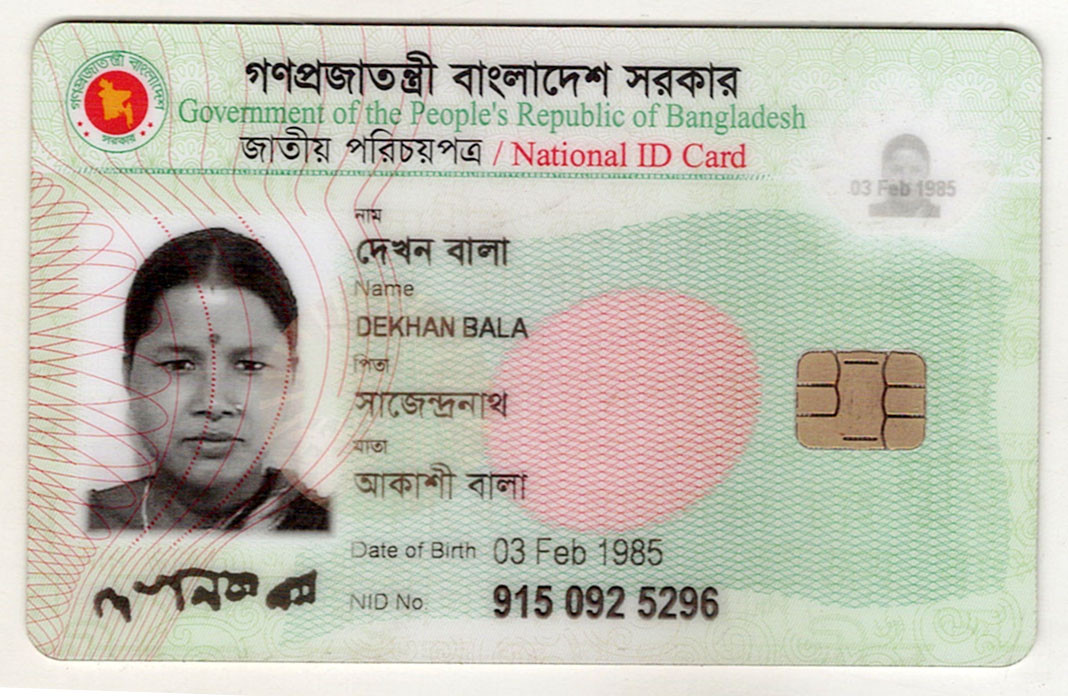 গণপ্রজাতন্ত্রী বাংলাদেশ সরকার
Government of the People's Republic of Bangladesh
জাতীয় পরিচয়পত্র / National ID Card
গণপ্রজাতন্ত্রী বাংলাদেশ
সরকার
03 Feb 1985
নাম
দেখন বালা
Name
DEKHAN BALA
পিতা
সাজেন্দ্রনাথ
মাতা
আকাশী বালা
Date of Birth 03 Feb 1985
NID No. 915 092 5296